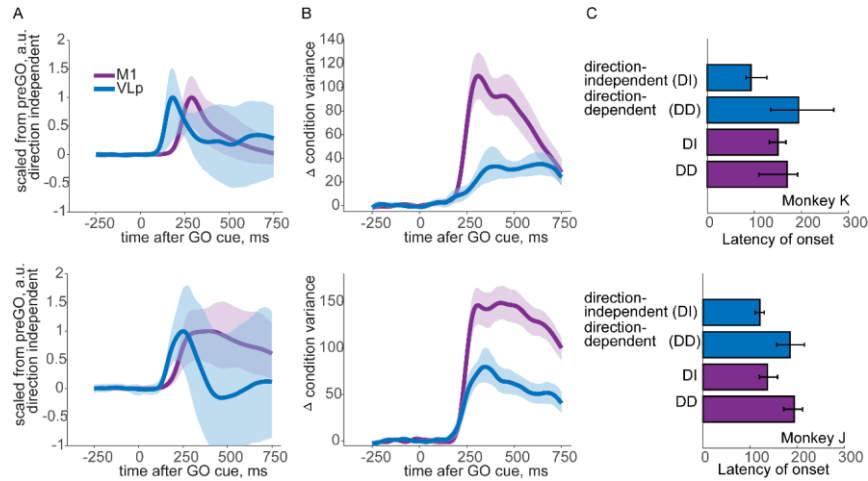 A
scaled from preGO, a.u.
direction independent
2
1.5
1
0.5
0
-0.5
-1
M1
VLp
-250
0
250
500
750
time after GO cue, ms
B
Δ condition variance
140
120
100
80
60
40
20
0
-250
0
250
500
750
time after GO cue, ms
C
direction-
independent (DI)
direction-
dependent (DD)
DI
DD
Monkey K
0
100
200
300
Latency of onset
scaled from preGO, a.u.
direction independent
2
1.5
1
0.5
0
-0.5
-1
-250
0
250
500
750
time after GO cue, ms
Δ condition variance
150
100
50
0
-250
0
250
500
750
time afer GO cue, ms
direction-
independent (DI)
direction-
dependent (DD)
DI
DD
Monkey J
0
100
200
300
Latency of onset